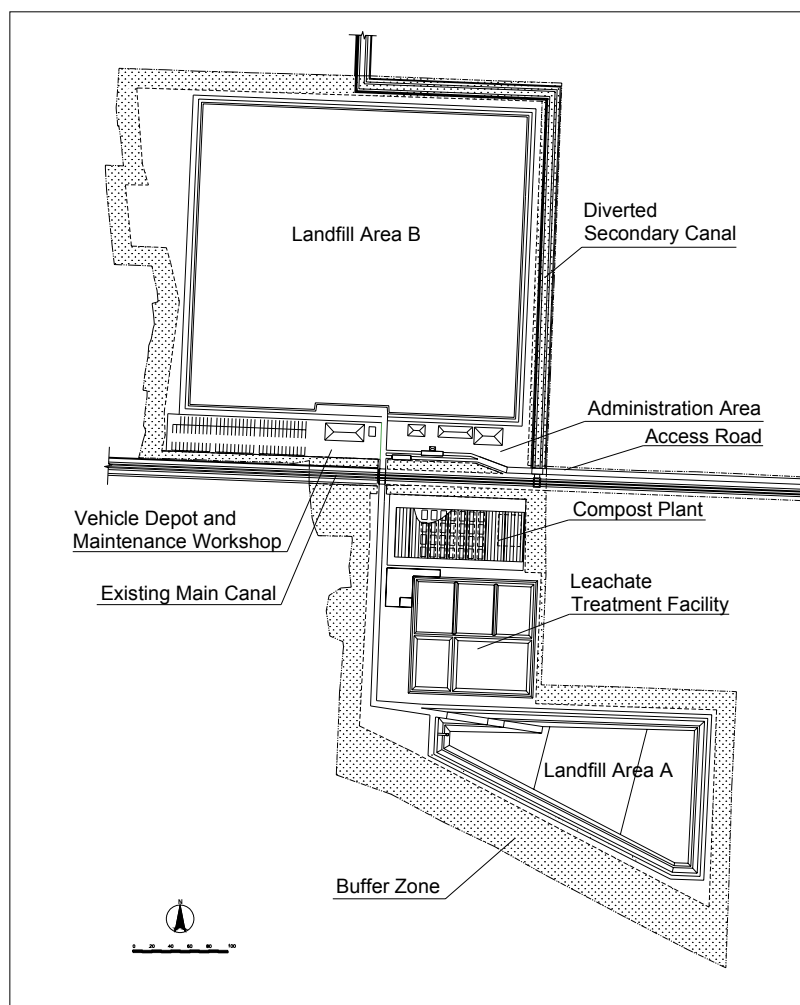 Landfill Area B
Diverted
Secondary Canal
Administration Area
Access Road
Vehicle Depot and
Maintenance Workshop
Compost Plant
Existing Main Canal
Leachate
Treatment Facility
Landfill Area A
Buffer Zone
N
0 20 40 60 80 100